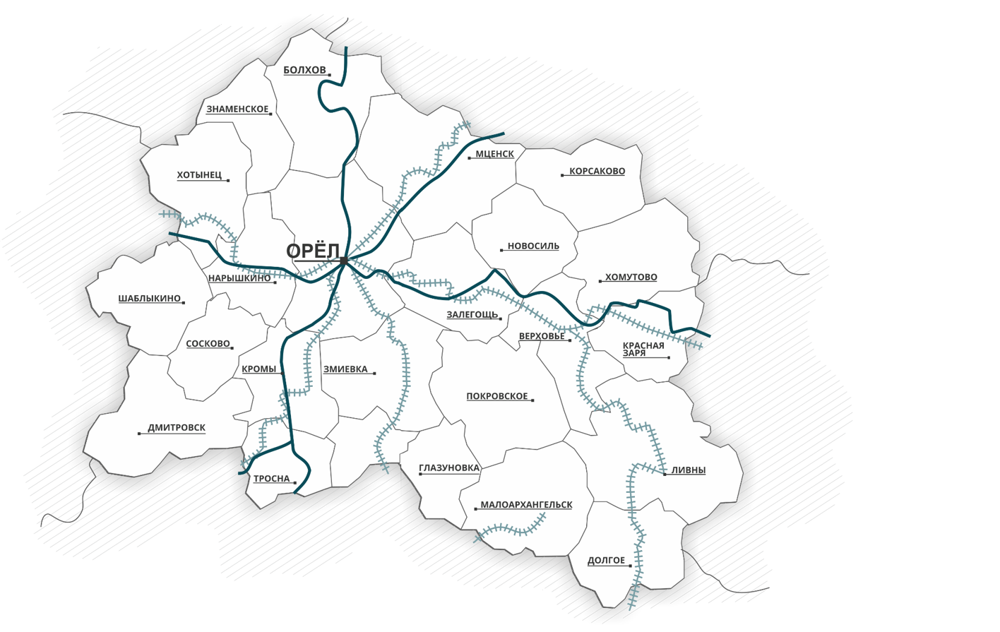 БОЛХОВ
ЗНАМЕНСКОЕ
МЦЕНСК
ХОТЫНЕЦ
КОРСАКОВО
ОРЁЛ
НОВОСИЛЬ
НАРЫШКИНО
ХОМУТОВО
ШАБЛЫКИНО
ЗАЛЕГОЩЬ
ВЕРХОВЬЕ
СОСКОВО
КРАСНАЯ
ЗАРЯ
КРОМЫ
ЗМИЕВКА
ПОКРОВСКОЕ
ДМИТРОВСК
ГЛАЗУНОВКА
ЛИВНЫ
ТРОСНА
МАЛОАРХАНГЕЛЬСК
ДОЛГОЕ